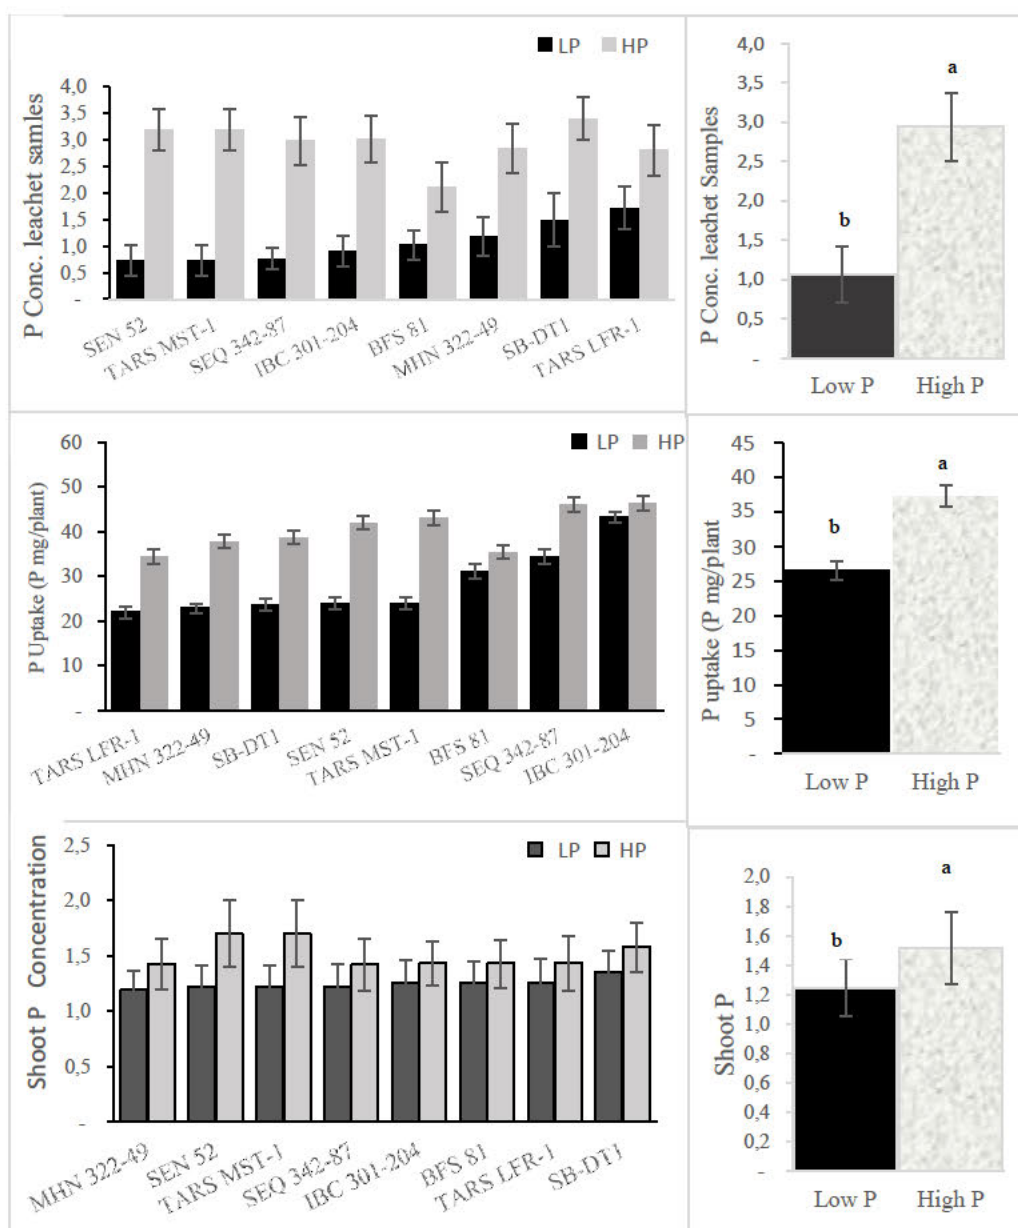 LP HP
P Conc. leachet samles
4,0
3,5
3,0
2,5
2,0
1,5
1,0
0,5
-
SEN 52
TARS MST-1
SEQ 342-87
IBC 301-204
BFS 81
MHN 322-49
SB-DT1
TARS LFR-1
P Conc. leachet Samples
4,0
3,5
3,0
2,5
2,0
1,5
1,0
0,5
-
b
a
Low P High P
LP HP
P Uptake (P mg/plant)
60
50
40
30
20
10
-
TARS LFR-1
MHN 322-49
SB-DT1
SEN 52
TARS MST-1
BFS 81
SEQ 342-87
IBC 301-204
P uptake (P mg/plant
45
40
35
30
25
20
15
10
5
-
b
a
Low P High P
LP HP
Shoot P Concentration
2,5
2,0
1,5
1,0
0,5
-
MHN 322-49
SEN 52
TARS MST-1
SEQ 342-87
IBC 301-204
BFS 81
TARS LFR-1
SB-DT1
Shoot P
2,0
1,8
1,6
1,4
1,2
1,0
0,8
0,6
0,4
0,2
-
b
a
Low P High P